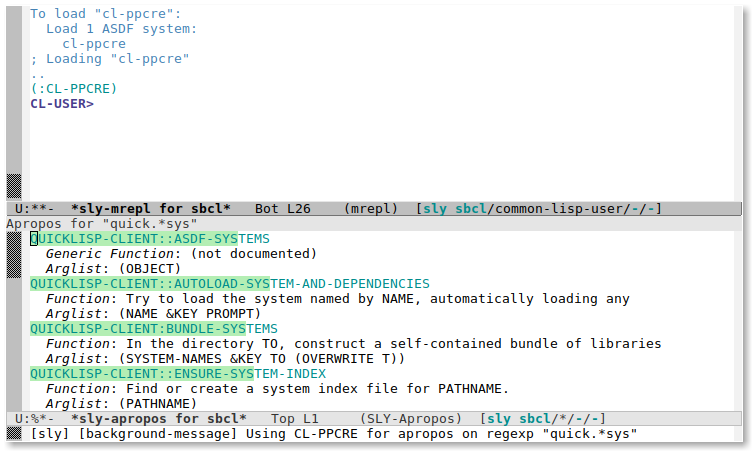 To load "cl-ppcre":
  Load 1 ASDF system:
    cl-ppcre
; Loading "cl-ppcre"
..
(:CL-PPCRE)
CL-USER>
U:**-  *sly-mrepl for sbcl*   Bot L26    (mrepl)  [sly sbcl/common-lisp-user/-/-]
Apropos for "quick.*sys"
QUICKLISP-CLIENT::ASDF-SYSTEMS
  Generic Function: (not documented)
  Arglist: (OBJECT)
QUICKLISP-CLIENT::AUTOLOAD-SYSTEM-AND-DEPENDENCIES
  Function: Try to load the system named by NAME, automatically loading any
  Arglist: (NAME &KEY PROMPT)
QUICKLISP-CLIENT:BUNDLE-SYSTEMS
  Function: In the directory TO, construct a self-contained bundle of libraries
  Arglist: (SYSTEM-NAMES &KEY TO (OVERWRITE T))
QUICKLISP-CLIENT::ENSURE-SYSTEM-INDEX
  Function: Find or create a system index file for PATHNAME.
  Arglist: (PATHNAME)
U:%*-  *sly-apropos for sbcl*   Top L1     (SLY-Apropos)  [sly sbcl/*/-/-]
[sly] [background-message] Using CL-PPCRE for apropos on regexp "quick.*sys"